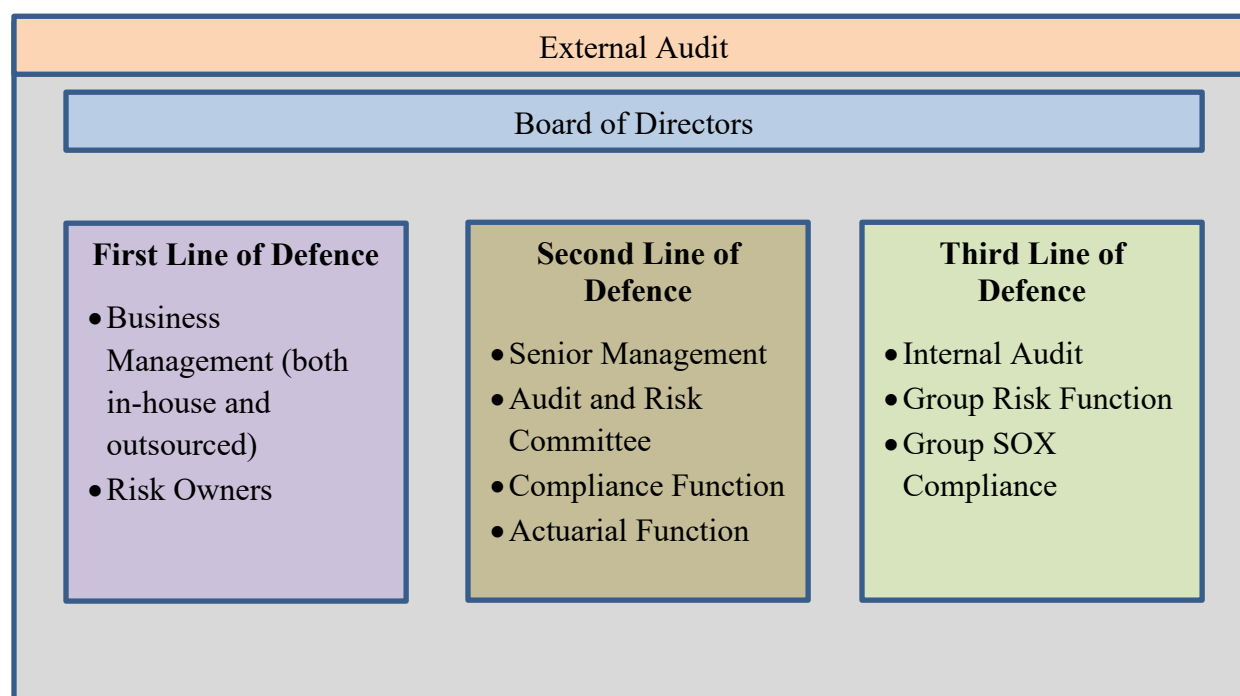 External Audit
Board of Directors
First Line of Defence
• Business
Management (both
in-house and
outsourced)
• Risk Owners
Second Line of
Defence
• Senior Management
• Audit and Risk
Committee
• Compliance Function
• Actuarial Function
Third Line of
Defence
• Internal Audit
• Group Risk Function
• Group SOX
Compliance